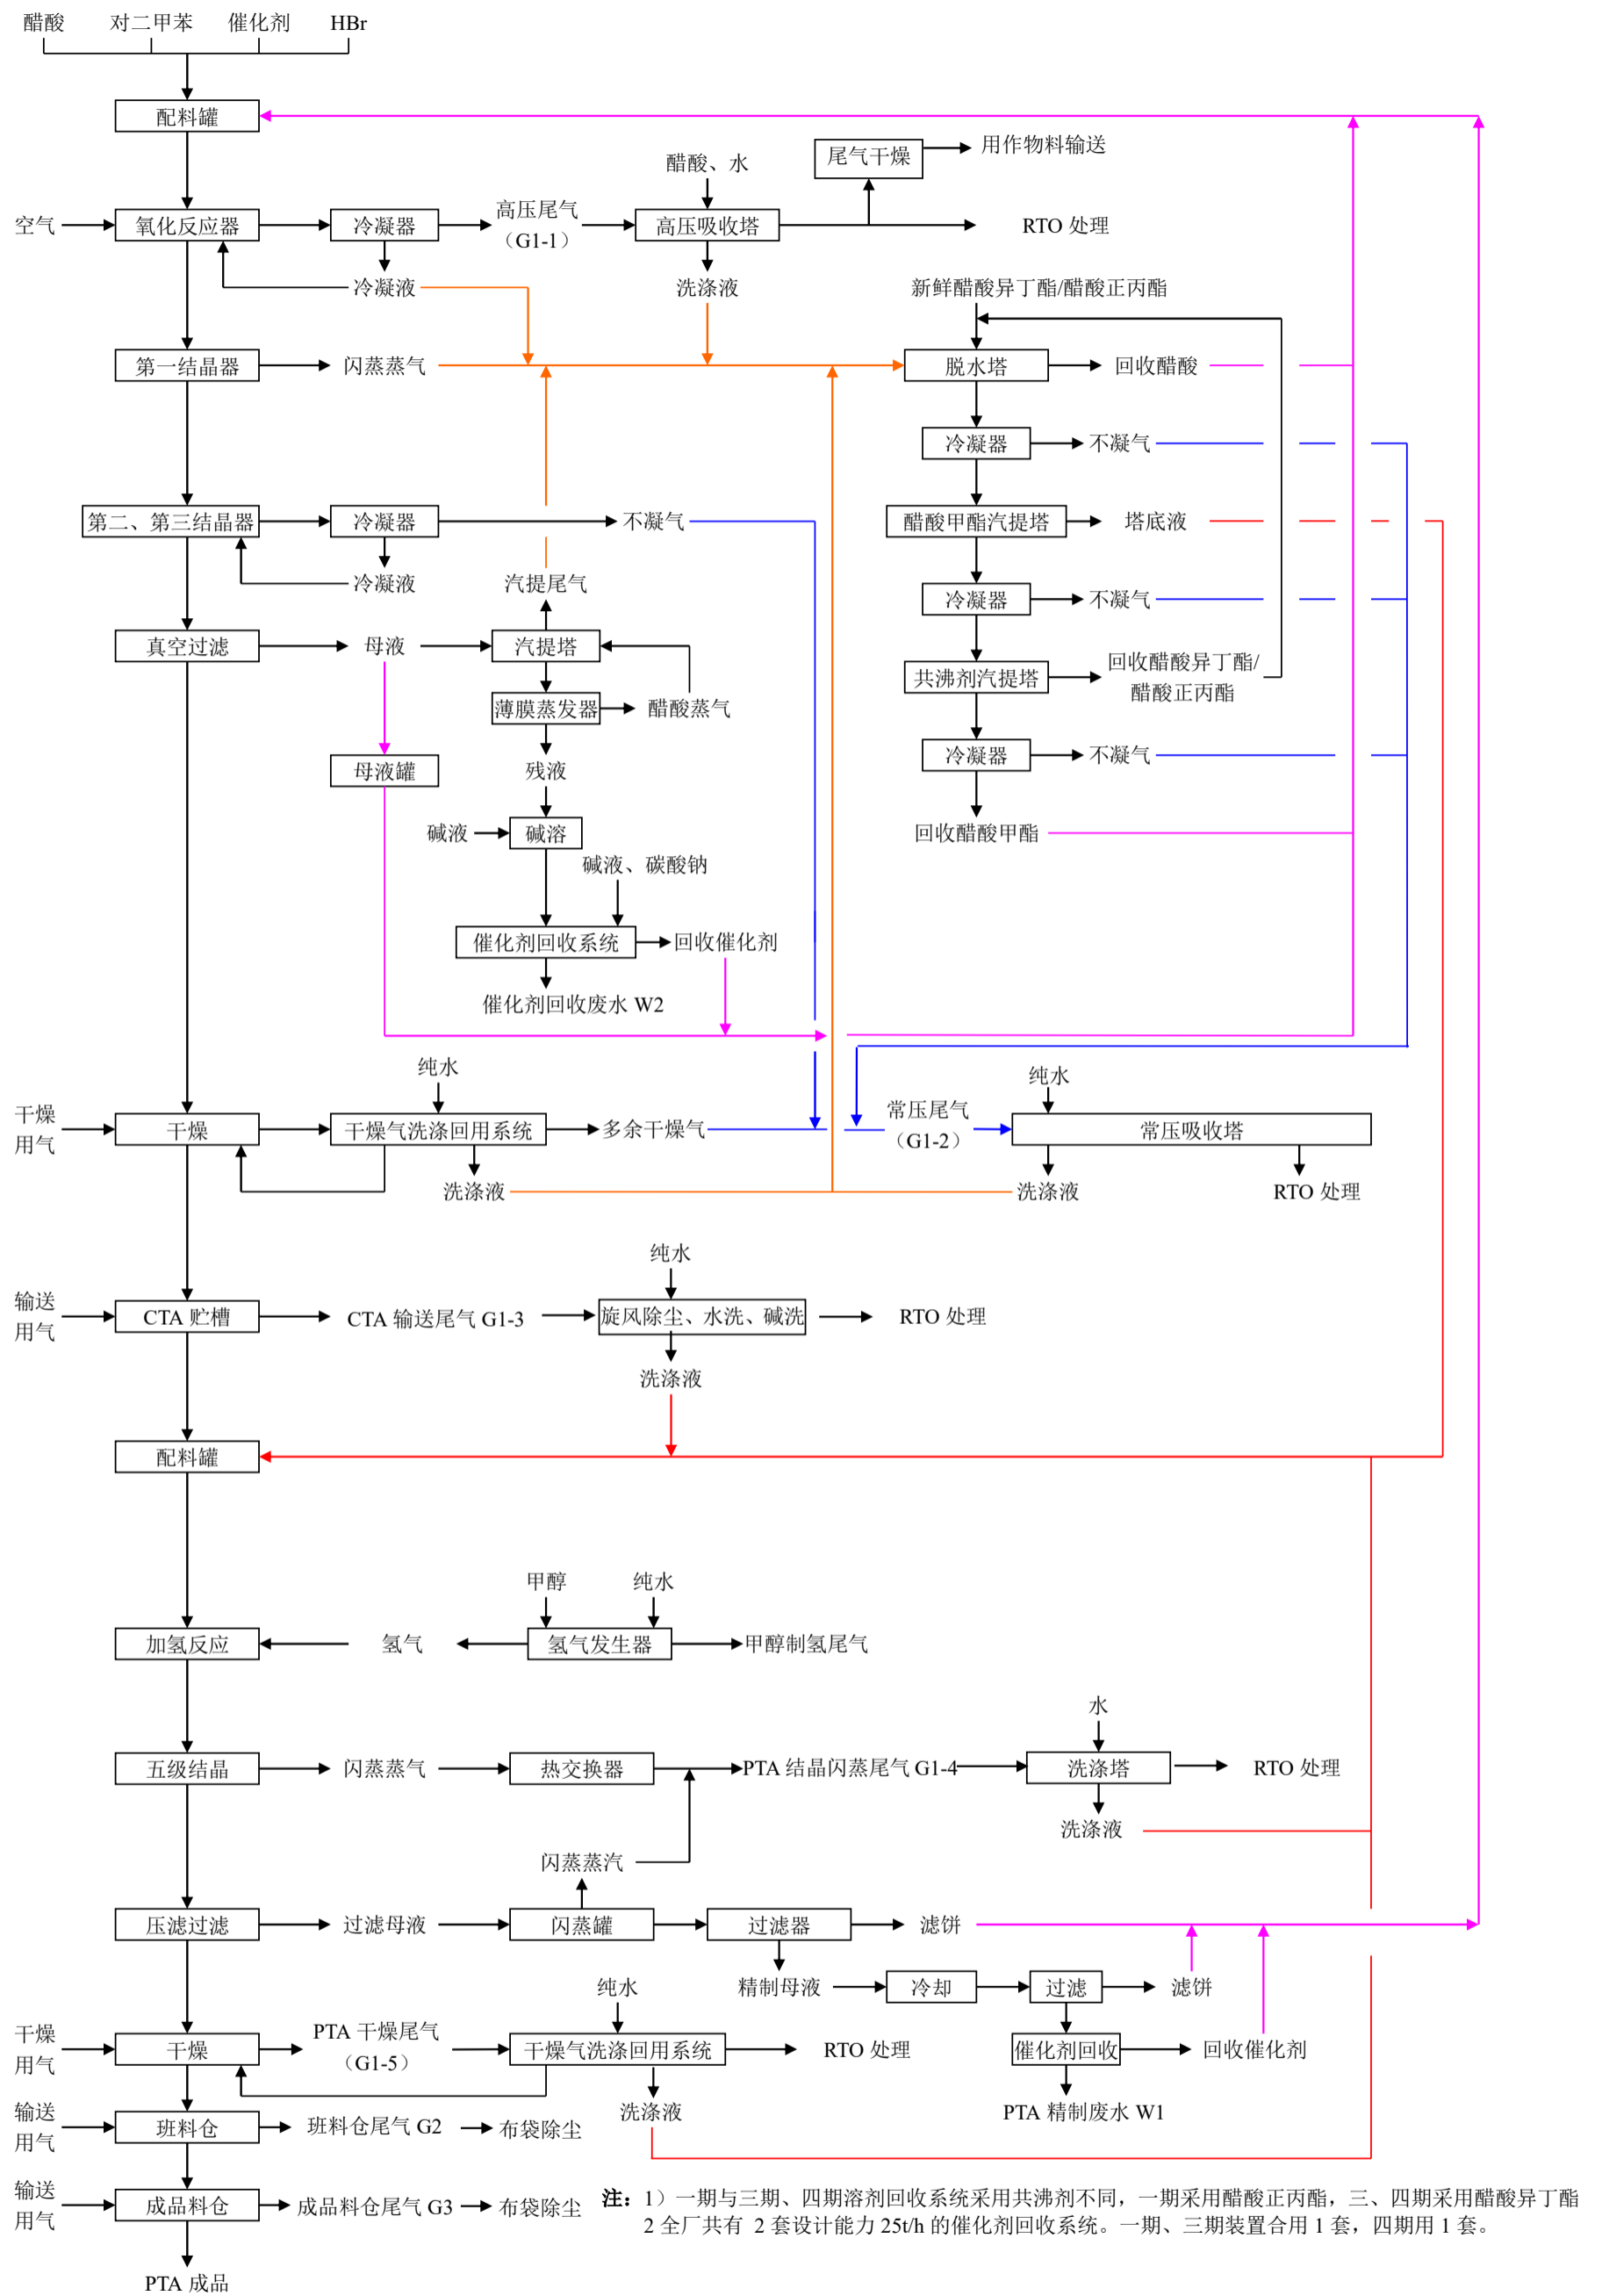 醋酸 对二甲苯 催化剂 HBr
配料罐
尾气干燥 用作物料输送
醋酸、水
空气 氧化反应器 冷凝器 高压尾气
（G1-1） 高压吸收塔 RTO 处理
冷凝液 洗涤液 新鲜醋酸异丁酯/醋酸正丙酯
第一结晶器 闪蒸蒸气 脱水塔 回收醋酸
冷凝器 不凝气
第二、第三结晶器 冷凝器 不凝气 醋酸甲酯汽提塔 塔底液
冷凝液 汽提尾气 冷凝器 不凝气
真空过滤 母液 汽提塔
共沸剂汽提塔 回收醋酸异丁酯/
醋酸正丙酯
薄膜蒸发器 醋酸蒸气
母液罐 残液 冷凝器 不凝气
碱液 碱溶 回收醋酸甲酯
碱液、碳酸钠
催化剂回收系统 回收催化剂
催化剂回收废水 W2
纯水 纯水
干燥
用气 干燥 干燥气洗涤回用系统 多余干燥气 常压尾气
（G1-2） 常压吸收塔
洗涤液 洗涤液 RTO 处理
纯水
输送
用气 CTA 贮槽 CTA 输送尾气 G1-3 旋风除尘、水洗、碱洗 RTO 处理
洗涤液
配料罐
甲醇 纯水
加氢反应 氢气 氢气发生器 甲醇制氢尾气
水
五级结晶 闪蒸蒸气 热交换器 PTA 结晶闪蒸尾气 G1-4 洗涤塔 RTO 处理
洗涤液
闪蒸蒸汽
压滤过滤 过滤母液 闪蒸罐 过滤器 滤饼
精制母液 冷却 过滤 滤饼
纯水
干燥
用气 干燥 PTA 干燥尾气
（G1-5） 干燥气洗涤回用系统 RTO 处理 催化剂回收 回收催化剂
洗涤液 PTA 精制废水 W1
输送
用气 班料仓 班料仓尾气 G2 布袋除尘
输送
用气 成品料仓 成品料仓尾气 G3 布袋除尘
注：1）一期与三期、四期溶剂回收系统采用共沸剂不同，一期采用醋酸正丙酯，三、四期采用醋酸异丁酯
2 全厂共有 2 套设计能力 25t/h 的催化剂回收系统。一期、三期装置合用 1 套，四期用 1 套。
PTA 成品